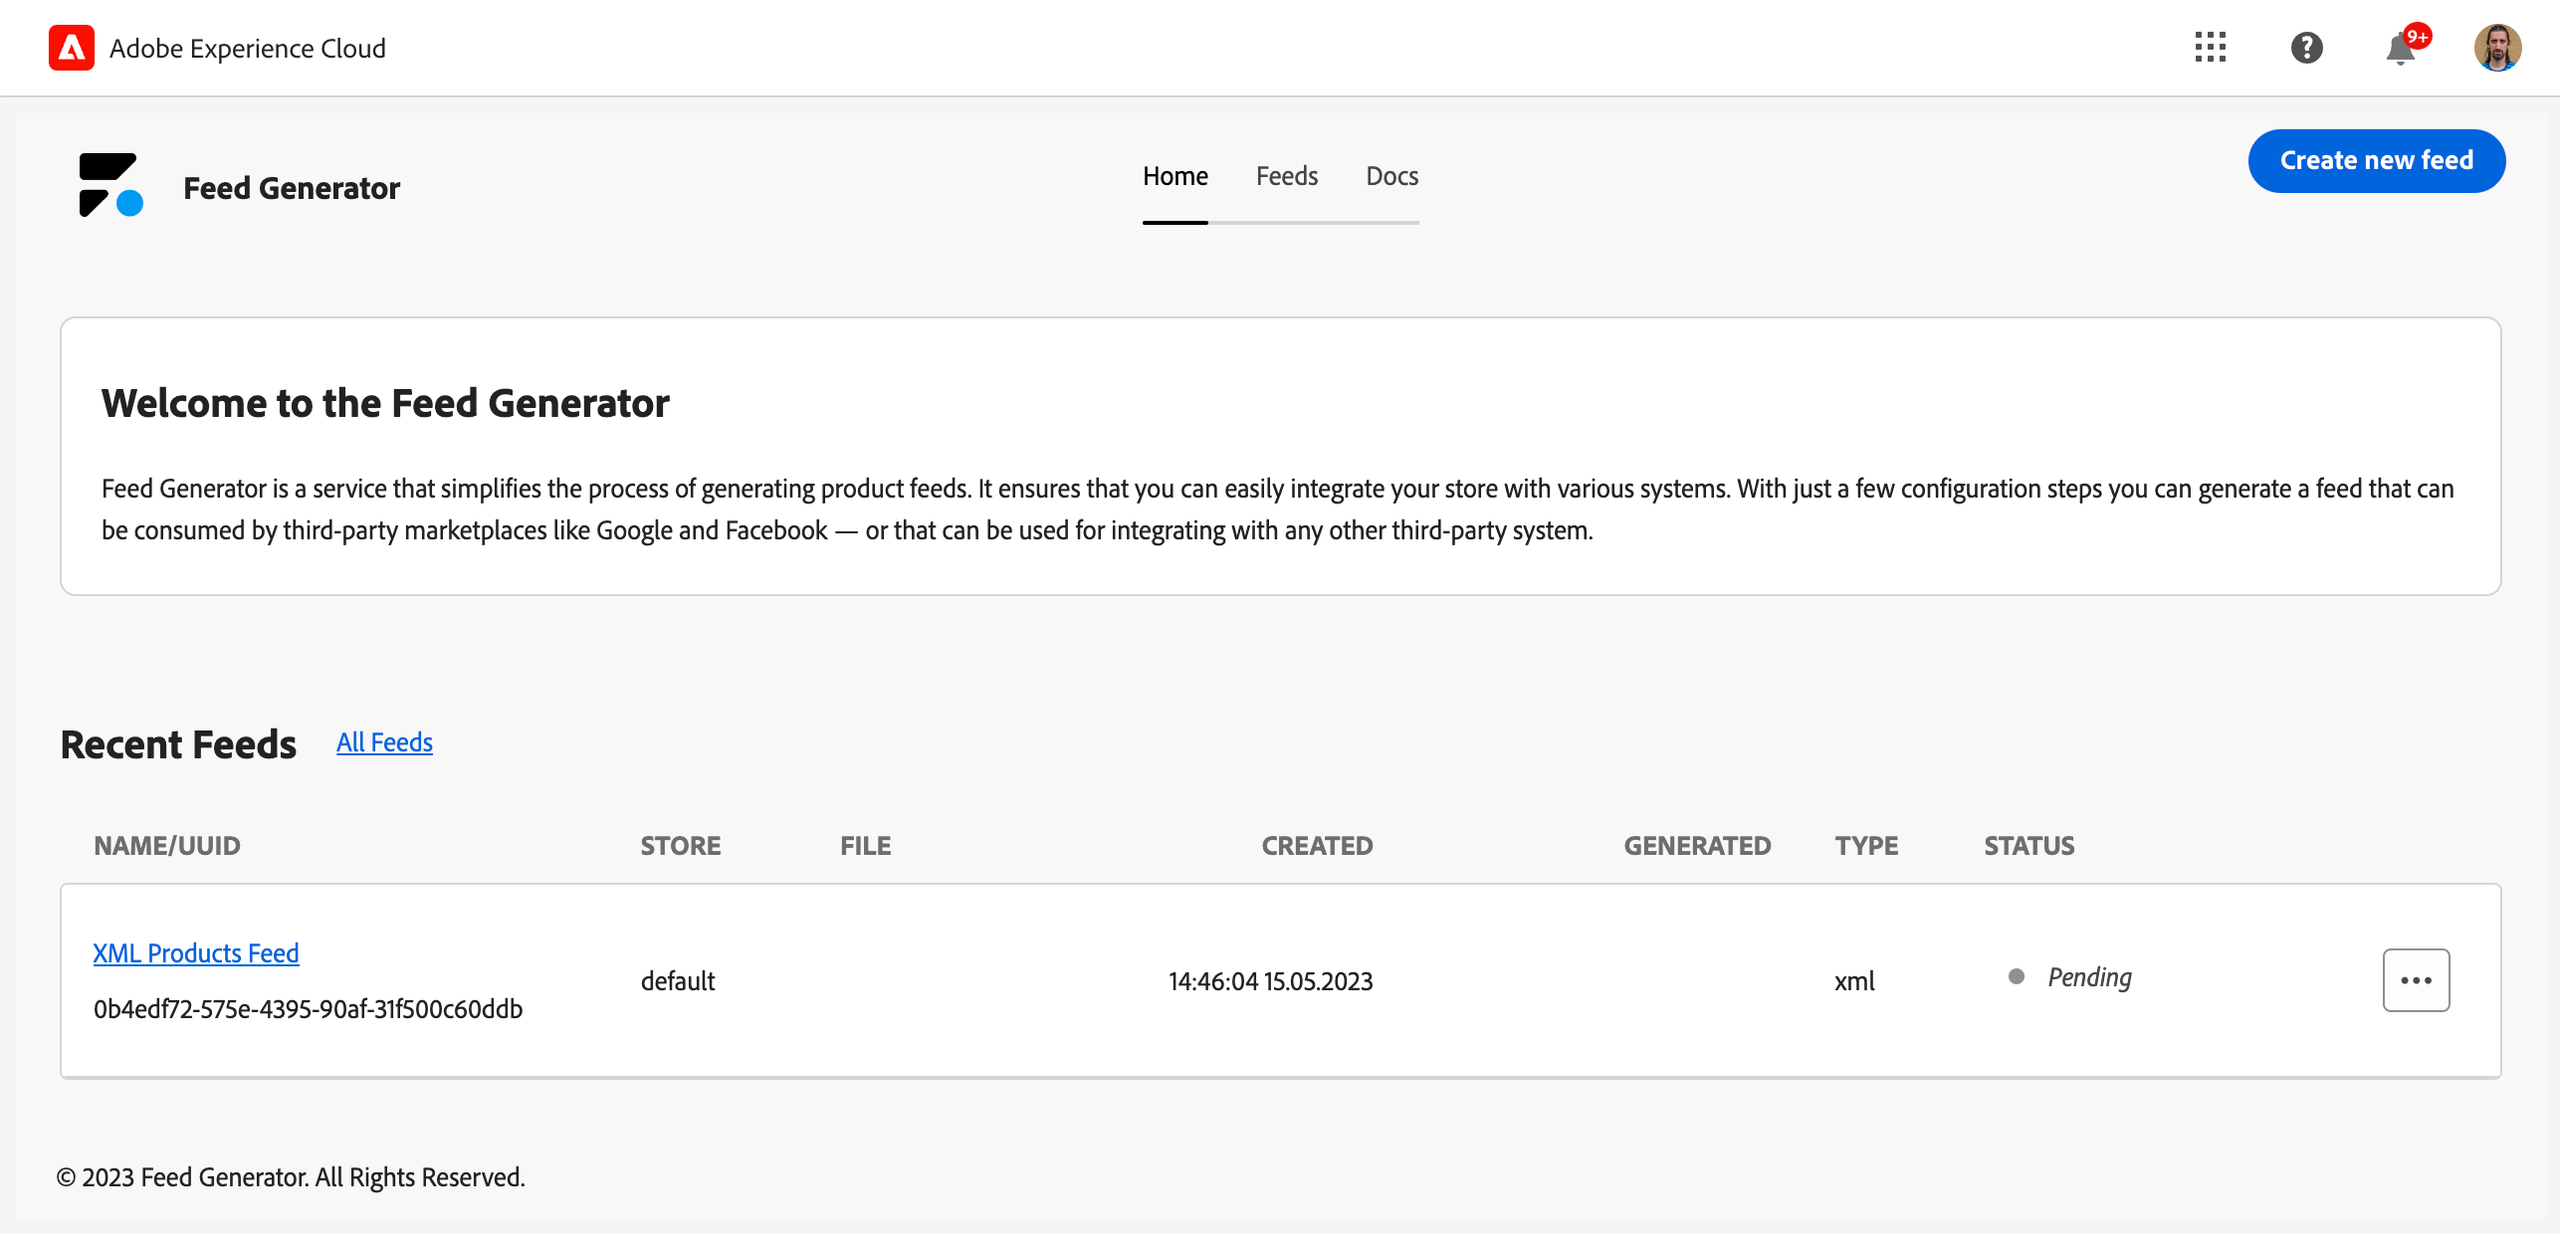 Adobe Experience Cloud
9+
Feed Generator
Home Feeds Docs
Create new feed
Welcome to the Feed Generator
Feed Generator is a service that simplifies the process of generating product feeds. It ensures that you can easily integrate your store with various systems. With just a few configuration steps you can generate a feed that can
be consumed by third-party marketplaces like Google and Facebook — or that can be used for integrating with any other third-party system.
Recent Feeds All Feeds
NAME/UUID STORE FILE CREATED GENERATED TYPE STATUS
XML Products Feed
0b4edf72-575e-4395-90af-31f500c60ddb
default 14:46:04 15.05.2023 xml Pending
© 2023 Feed Generator. All Rights Reserved.